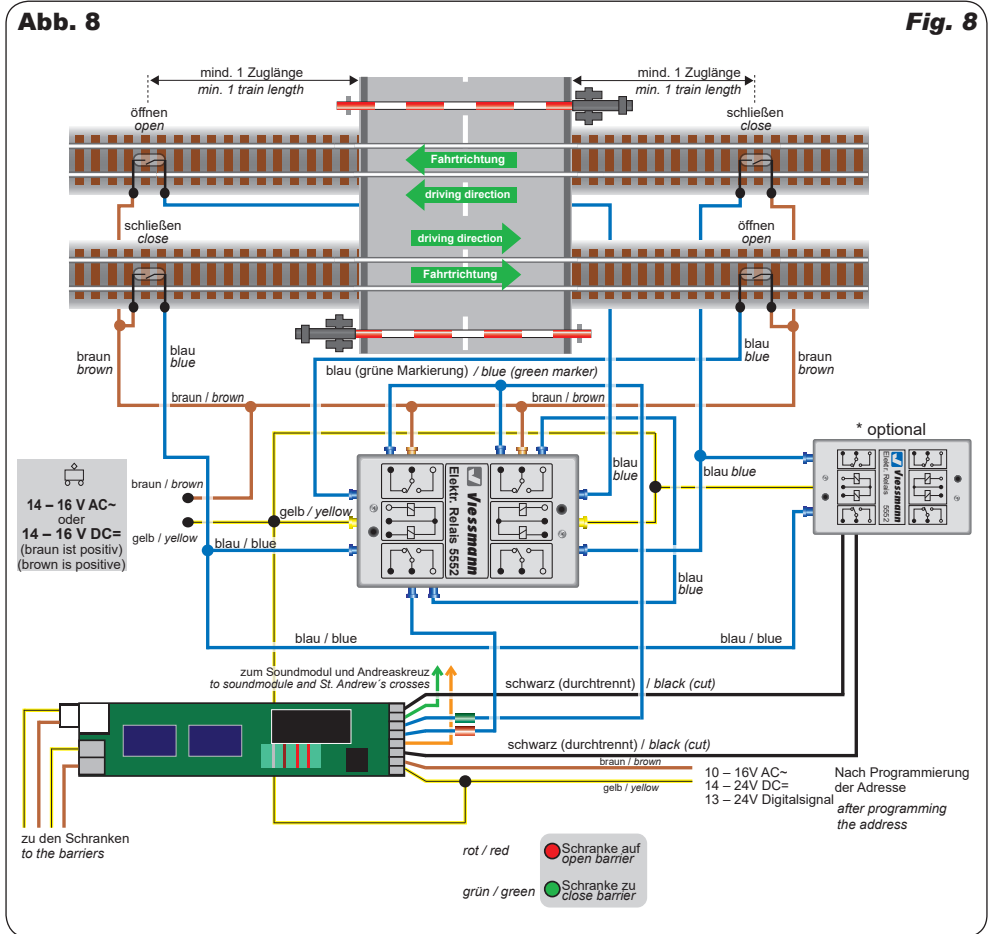 Abb. 8
Fig. 8
mind. 1 Zuglänge
min. 1 train length
mind. 1 Zuglänge
min. 1 train length
öffnen
open
schließen
close
Fahrtrichtung
driving direction
schließen
close
driving direction
Fahrtrichtung
öffnen
open
braun
brown
blau
blue
blau
blue
braun
brown
blau (grüne Markierung) / blue (green marker)
braun / brown
braun / brown
* optional
14 – 16 V AC~
oder
14 – 16 V DC=
(braun ist positiv)
(brown is positive)
braun / brown
gelb / yellow
gelb / yellow
blau / blue
Elektr. Relais 5552
viessmann
blau
blue
blau blue
Elektr. Relais 5552
viessmann
blau
blue
blau / blue
blau / blue
zum Soundmodul und Andreaskreuz
to soundmodule and St. Andrew´s crosses
schwarz (durchtrennt) / black (cut)
schwarz (durchtrennt) / black (cut)
braun / brown
gelb / yellow
10 – 16V AC~
14 – 24V DC=
13 – 24V Digitalsignal
Nach Programmierung
der Adresse
after programming
the address
zu den Schranken
to the barriers
rot / red
Schranke auf
open barrier
grün / green
Schranke zu
close barrier